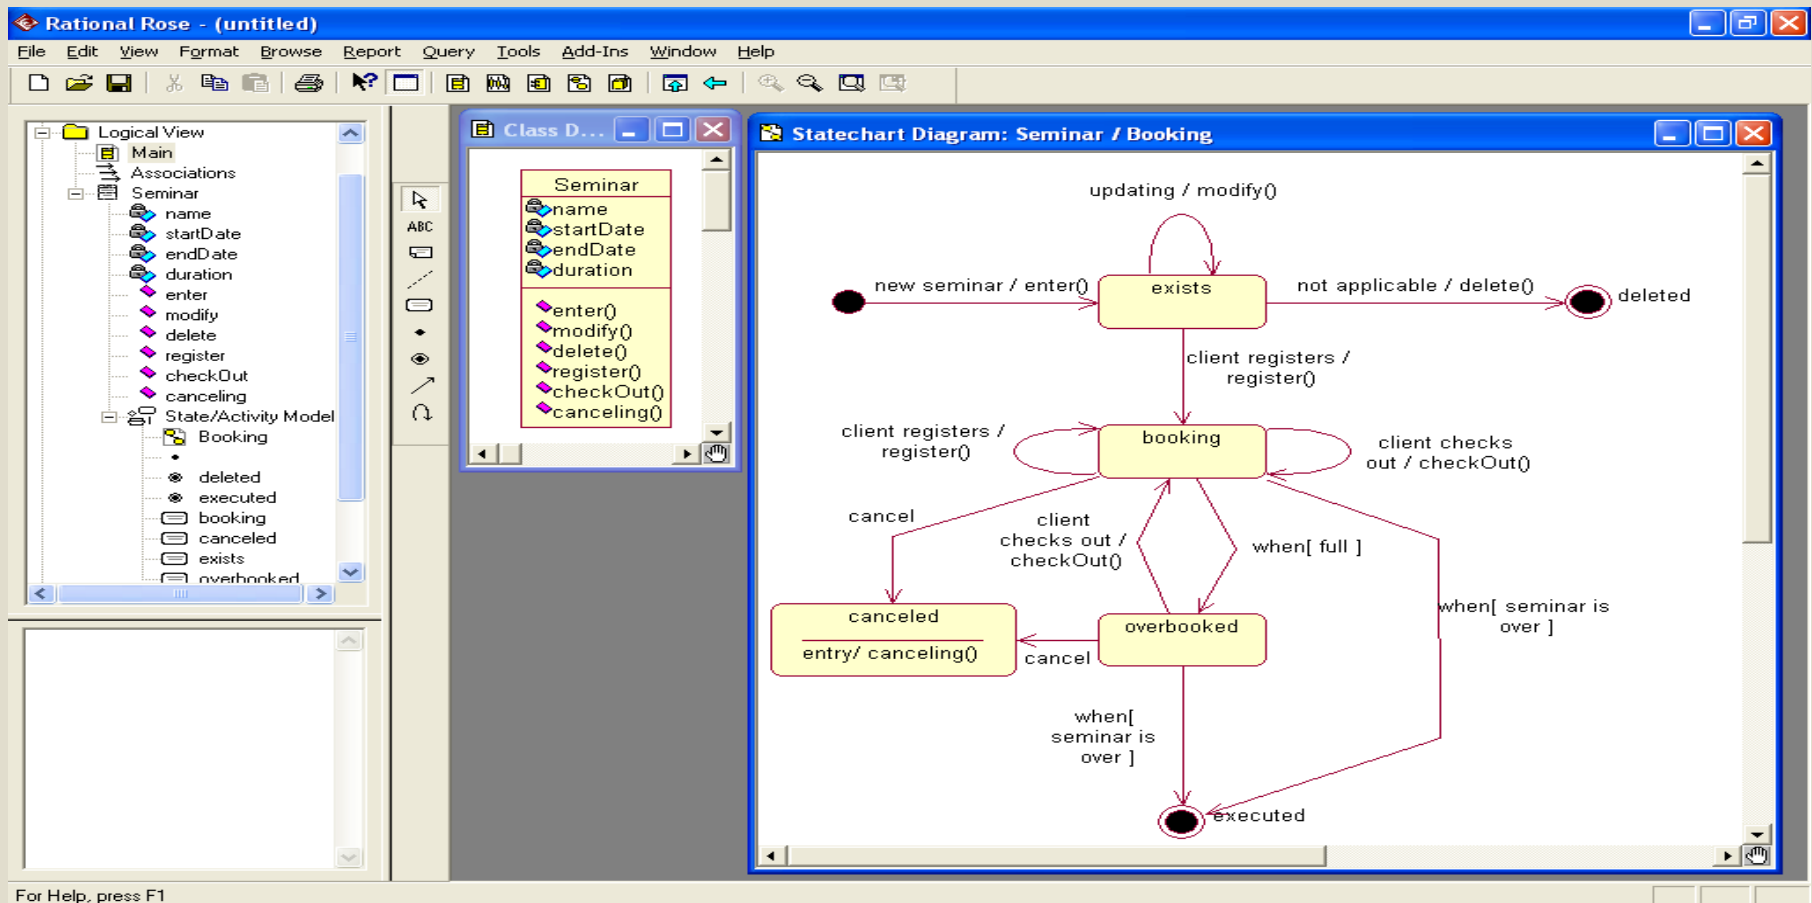 Rational Rose - (untitled)
File Edit View Format Browse Report Query Tools Add-Ins Window Help
Logical View
Main
Associations
Seminar
name
startDate
endDate
duration
enter
modify
delete
register
checkOut
canceling
State/Activity Model
Booking
deleted
executed
booking
canceled
exists
overbooked
ABC
Class D...
Seminar
name
startDate
endDate
duration
enter()
modify()
delete()
register()
checkOut()
canceling()
Statechart Diagram: Seminar / Booking
updating / modify()
new seminar / enter()
exists
not applicable / delete()
deleted
client registers /
register()
client registers /
register()
booking
client checks
out / checkOut()
cancel
client
checks out /
checkOut()
when[ full ]
when[ seminar is
over ]
canceled
entry/ canceling()
overbooked
cancel
when[
seminar is
over ]
executed
For Help, press F1